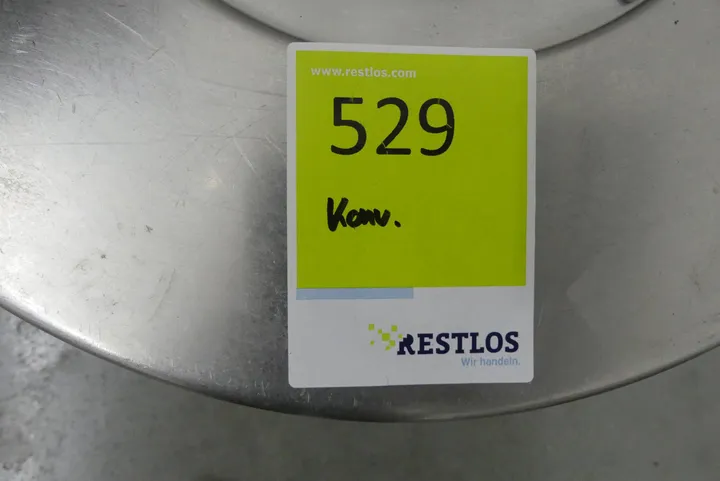 www.restlos.com
529
Konv.
RESTLOS
Wir handeln.